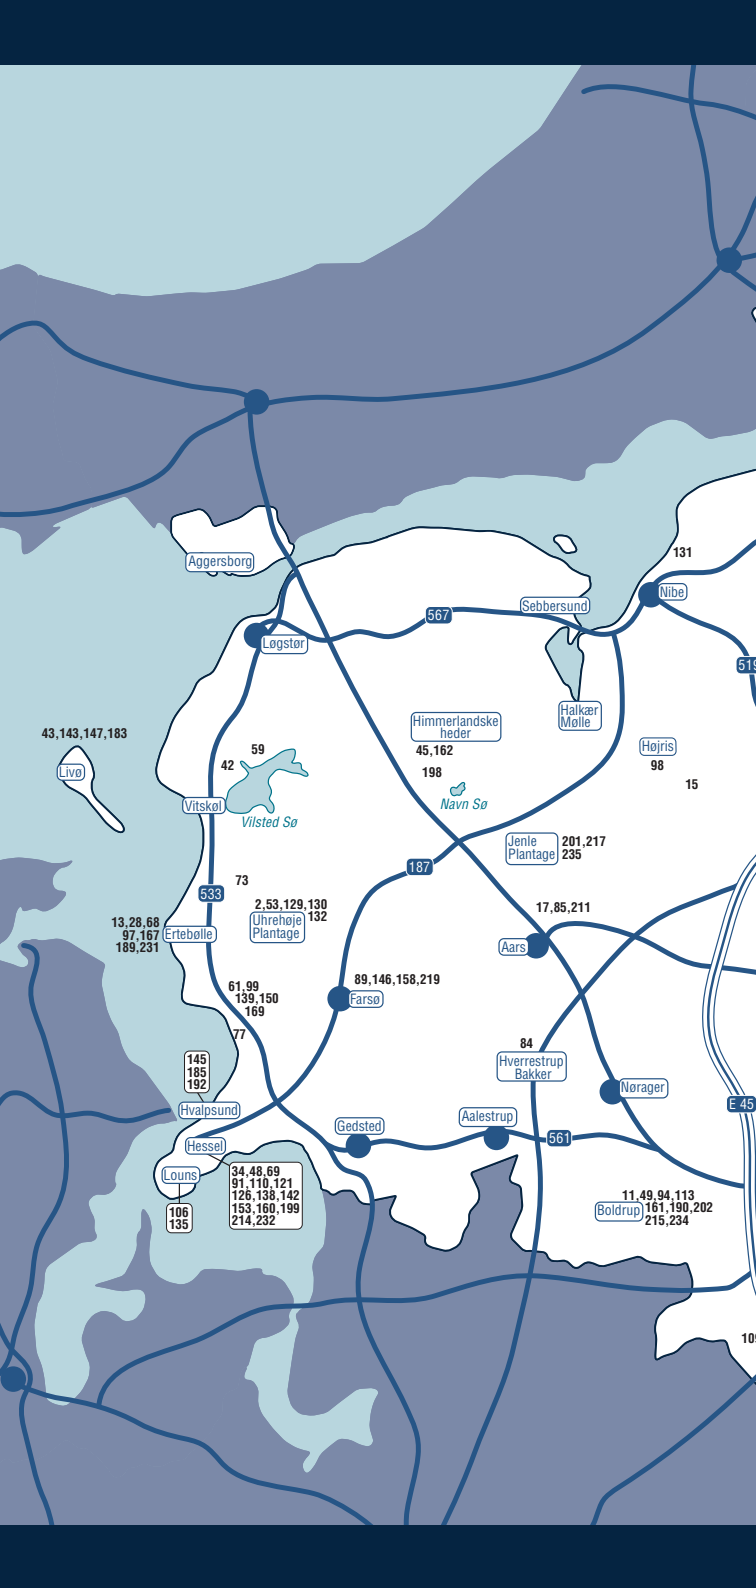 131
Aggersborg
Nibe
Sebbersund
567
Løgstør
519
Halkær
Mølle
Himmerlandske
heder
45,162
43,143,147,183
Højris
98
59
42
Livø
198
15
Vitskøl
Navn Sø
Vilsted Sø
Jenle
Plantage
201,217
235
187
73
533
2,53,129,130
132
Uhrehøje
Plantage
17,85,211
13,28,68
97,167
189,231
Ertebølle
Aars
89,146,158,219
61,99
139,150
169
Farsø
77
84
145
185
192
Hverrestrup
Bakker
Nørager
E 45
Hvalpsund
Aalestrup
Gedsted
561
Hessel
Louns
34,48,69
91,110,121
126,138,142
153,160,199
214,232
106
135
11,49,94,113
Boldrup
161,190,202
215,234